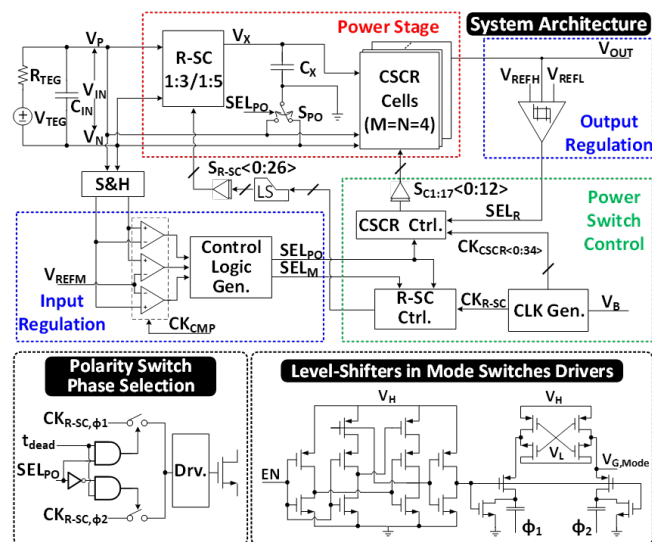 System Architecture
Power Stage
V_P
R_TEG
V_TEG
C_IN
V_IN
V_N
R-SC
1:3/1:5
V_X
C_X
SEL_PO
S_PO
CSCR
Cells
(M=N=4)
V_OUT
V_REFH
V_REFL
Output
Regulation
S&H
S_R-SC<0:26>
LS
S_C1:17<0:12>
CSCR Ctrl.
SEL_R
CK_CSCR<0:34>
Power
Switch
Control
V_REFM
Input
Regulation
Control
Logic
Gen.
SEL_PO
SEL_M
R-SC
Ctrl.
CK_R-SC
CLK Gen.
V_B
CK_CMP
Polarity Switch
Phase Selection
CK_R-SC,ϕ1
t_dead
SEL_PO
CK_R-SC,ϕ2
Drv.
Level-Shifters in Mode Switches Drivers
V_H
EN
V_H
V_L
V_G,Mode
Φ1
Φ2